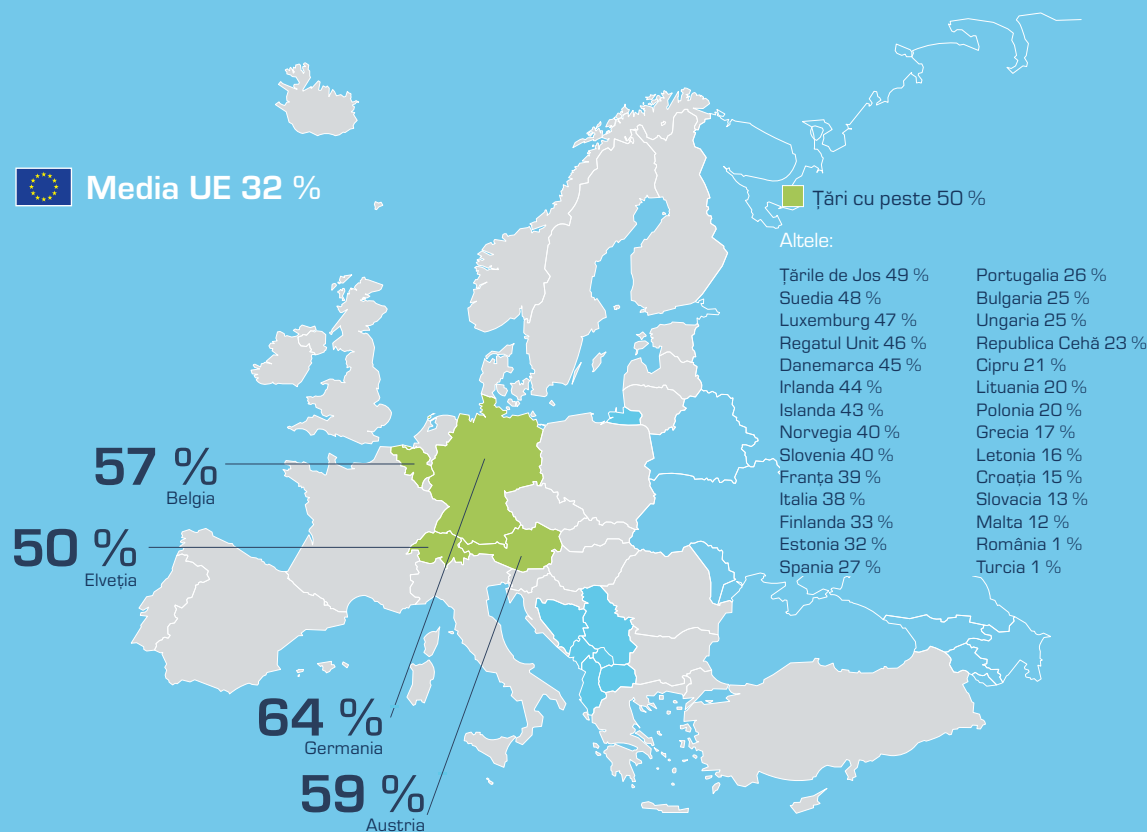 Media UE 32 %
Țări cu peste 50 %
Altele:
Țările de Jos 49 %
Suedia 48 %
Luxemburg 47 %
Regatul Unit 46 %
Danemarca 45 %
Irlanda 44 %
Islanda 43 %
Norvegia 40 %
Slovenia 40 %
Franța 39 %
Italia 38 %
Finlanda 33 %
Estonia 32 %
Spania 27 %
Portugalia 26 %
Bulgaria 25 %
Ungaria 25 %
Republica Cehă 23 %
Cipru 21 %
Lituania 20 %
Polonia 20 %
Grecia 17 %
Letonia 16 %
Croația 15 %
Slovacia 13 %
Malta 12 %
România 1 %
Turcia 1 %
57 %
Belgia
50 %
Elveția
64 %
Germania
59 %
Austria